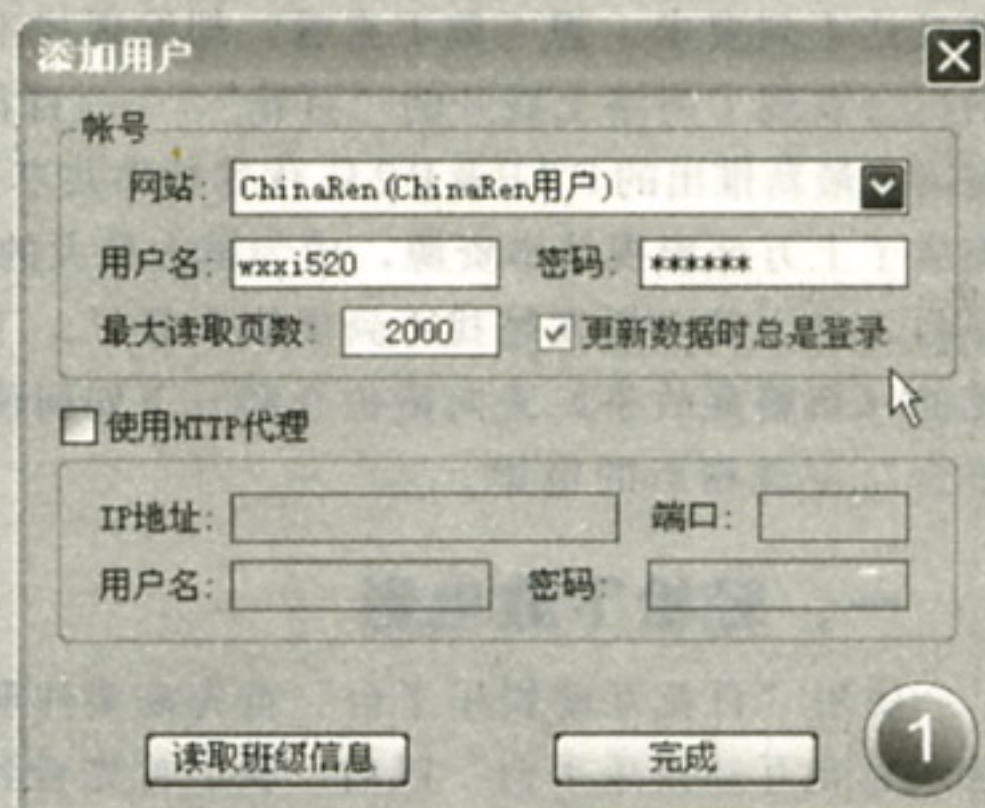 添加用户
帐号
网站: ChinaRen(ChinaRen用户)
用户名: wxxi520 密码: ******
最大读取页数: 2000 更新数据时总是登录
使用HTTP代理
IP地址: 端口:
用户名: 密码:
读取班级信息 完成 1